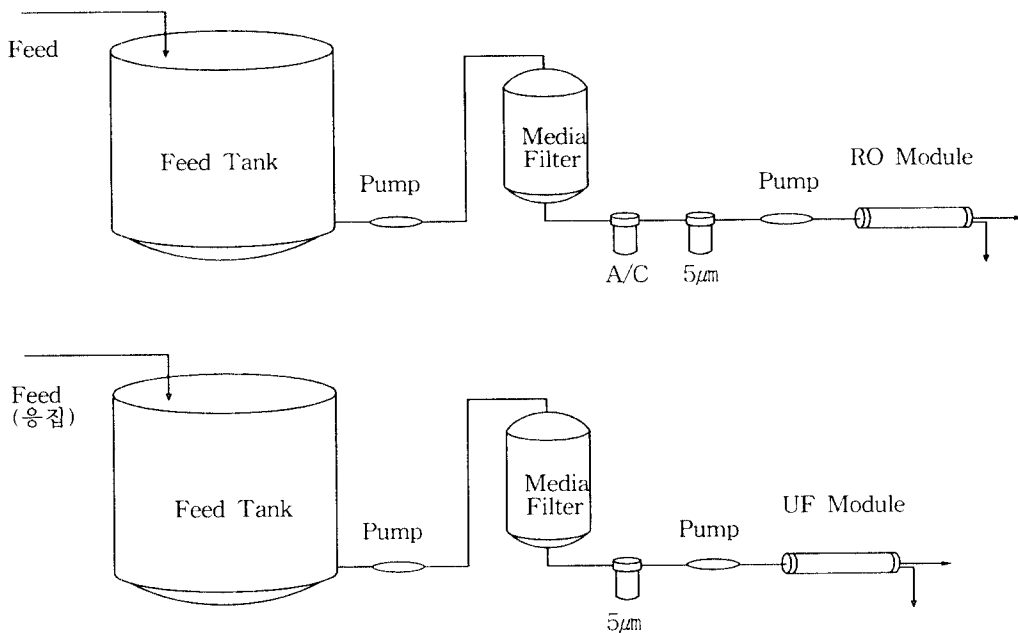 Feed
Feed Tank
Pump
Media
Filter
A/C
5㎛
Pump
RO Module
Feed
(응집)
Feed Tank
Pump
Media
Filter
5㎛
Pump
UF Module